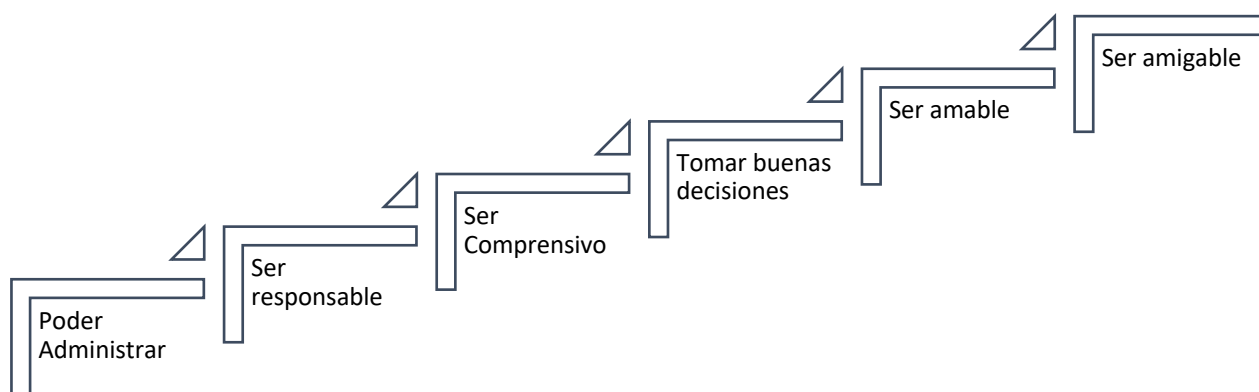 Poder
Administrar
Ser
responsable
Ser
Comprensivo
Tomar buenas
decisiones
Ser amable
Ser amigable